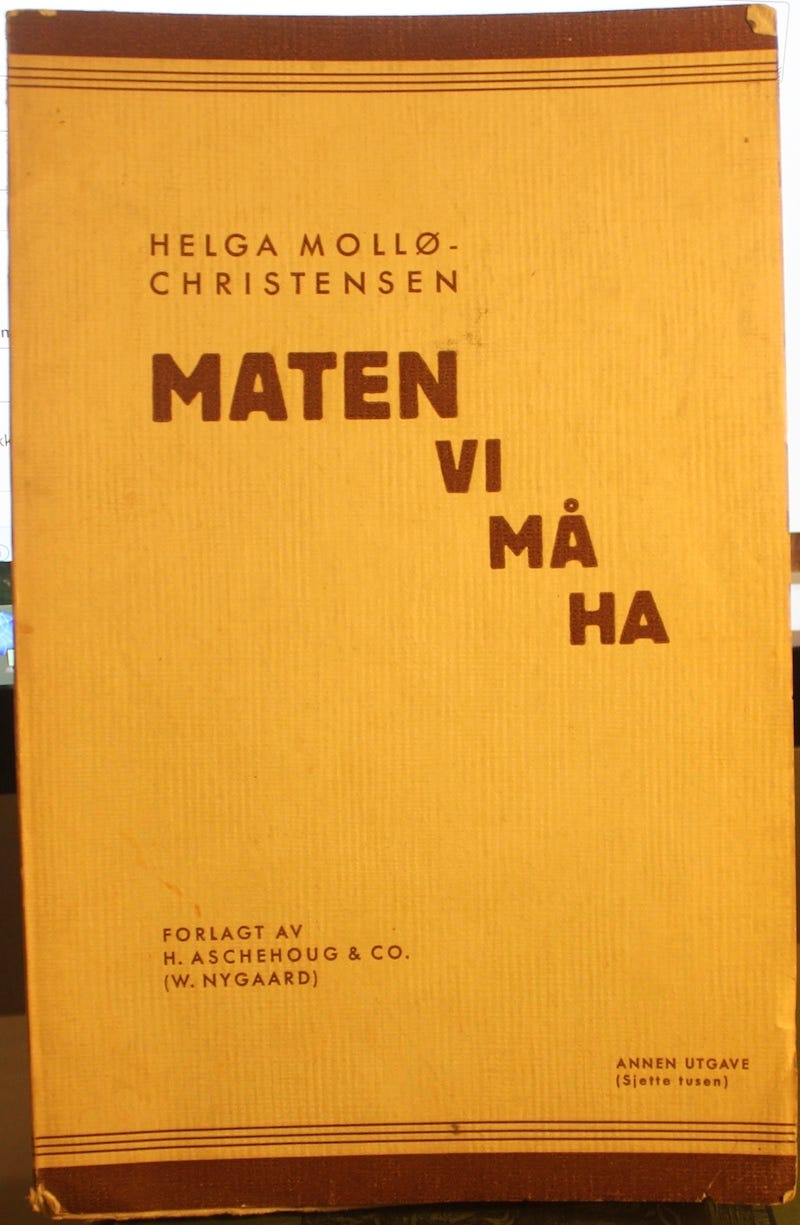 HELGA MOLLØ-
CHRISTENSEN
MATEN
VI
MÅ
HA
FORLAGT AV
H. ASCHEHOUG & CO.
(W. NYGAARD)
ANNEN UTGAVE
(Sjette tusen)